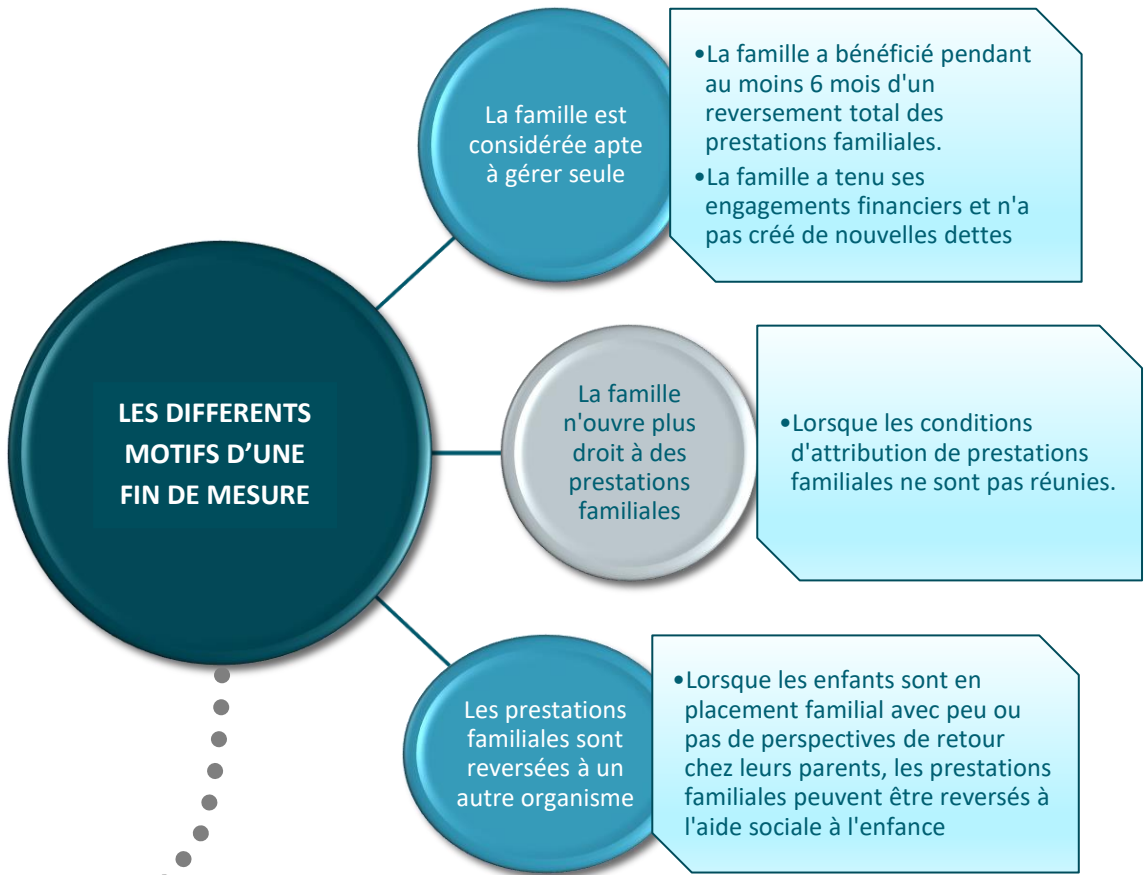 LES DIFFERENTS
MOTIFS D’UNE
FIN DE MESURE
La famille est
considérée apte
à gérer seule
•La famille a bénéficié pendant
au moins 6 mois d'un
reversement total des
prestations familiales.
•La famille a tenu ses
engagements financiers et n'a
pas créé de nouvelles dettes
La famille
n'ouvre plus
droit à des
prestations
familiales
•Lorsque les conditions
d'attribution de prestations
familiales ne sont pas réunies.
Les prestations
familiales sont
reversées à un
autre organisme
•Lorsque les enfants sont en
placement familial avec peu ou
pas de perspectives de retour
chez leurs parents, les prestations
familiales peuvent être reversés à
l'aide sociale à l'enfance